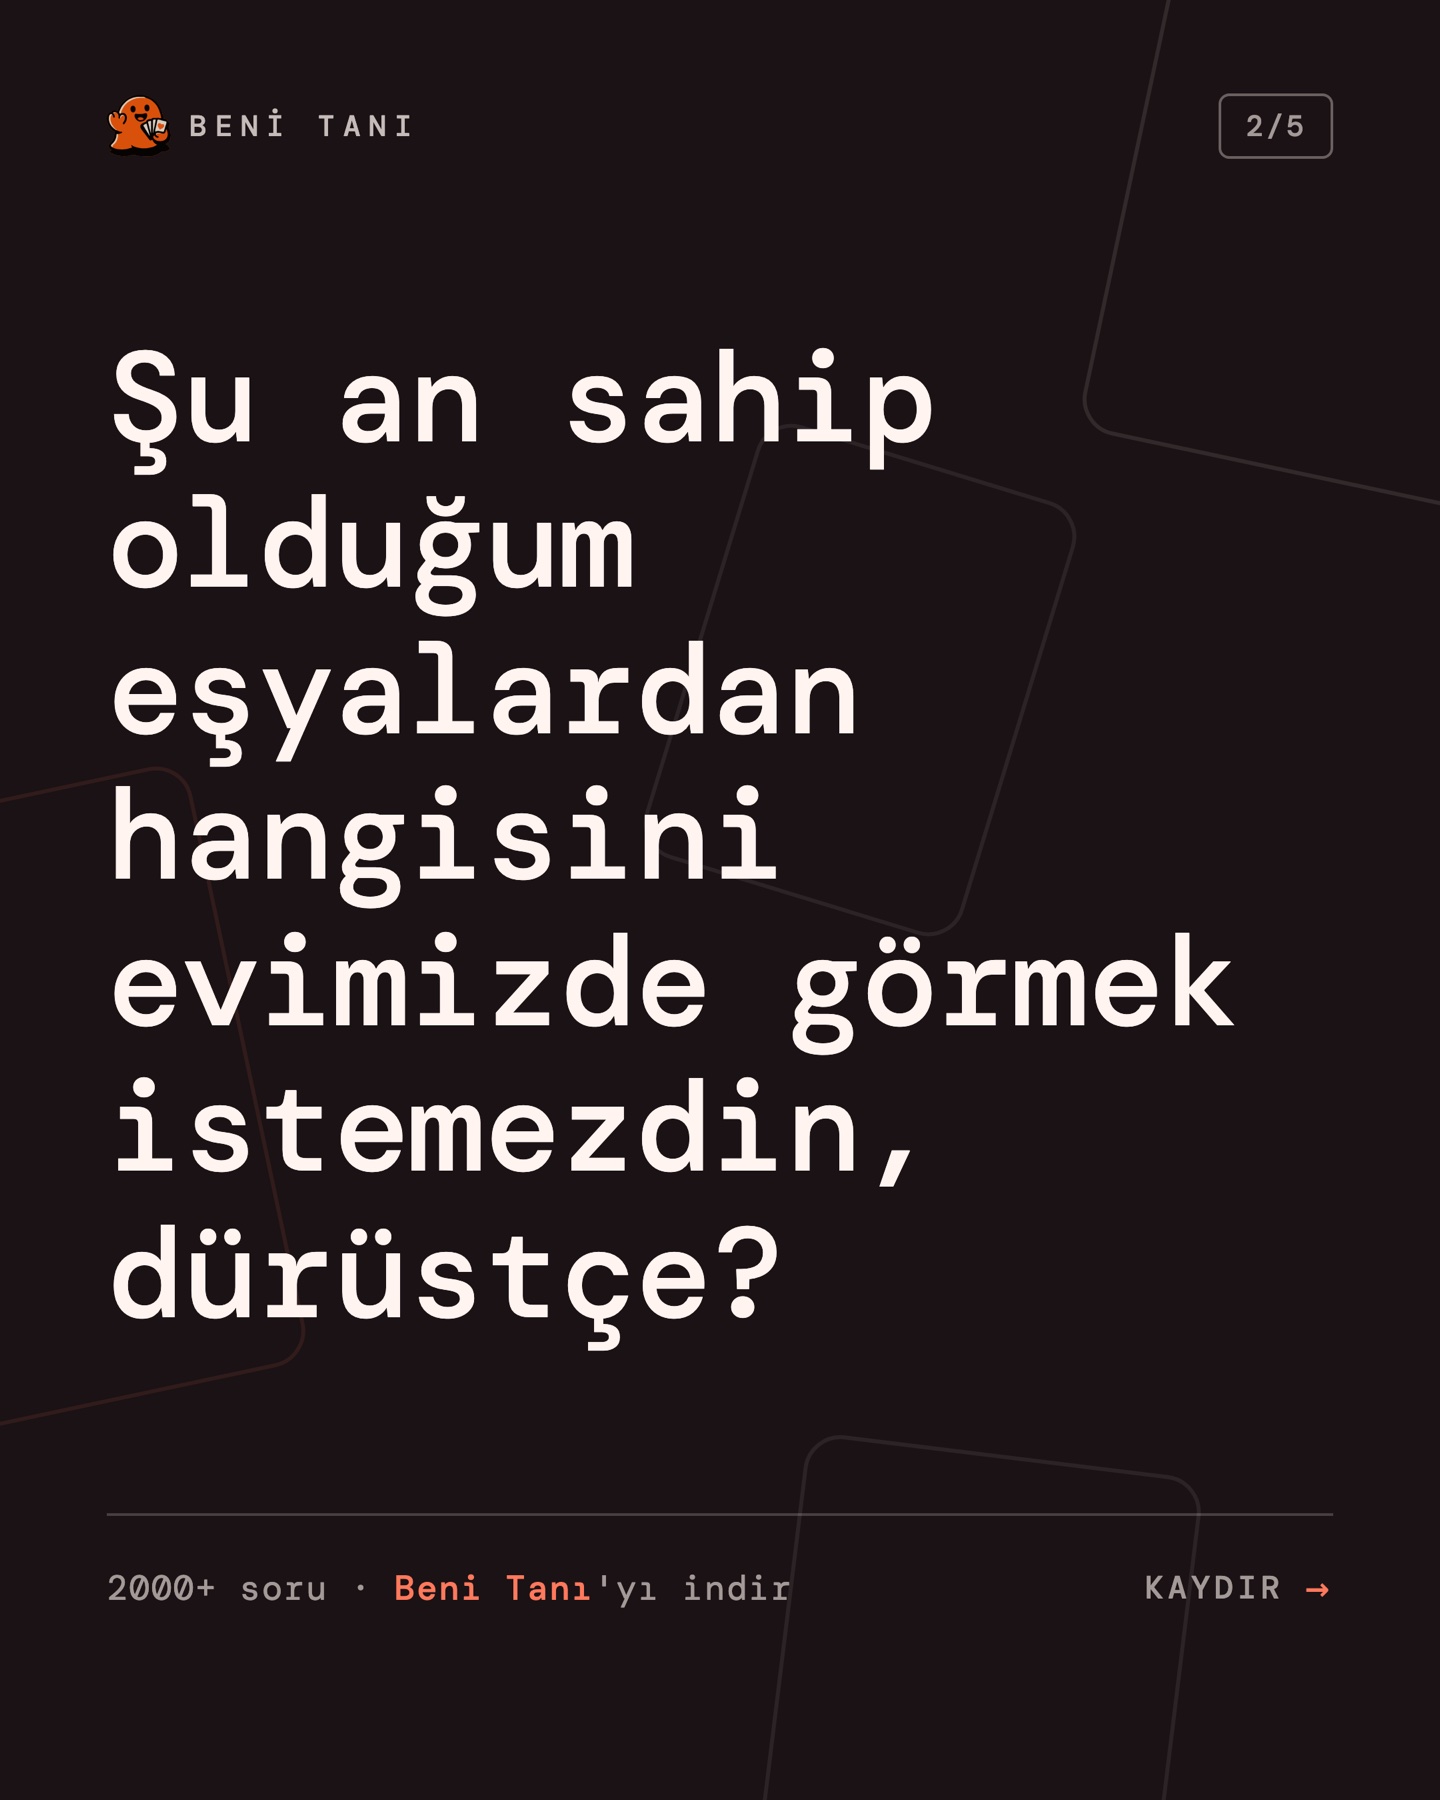 BENİ TANI
2/5
Şu an sahip
olduğum
eşyalardan
hangisini
evimizde görmek
istemezdin,
dürüstçe?
2000+ soru · Beni Tanı'yı indir
KAYDIR →